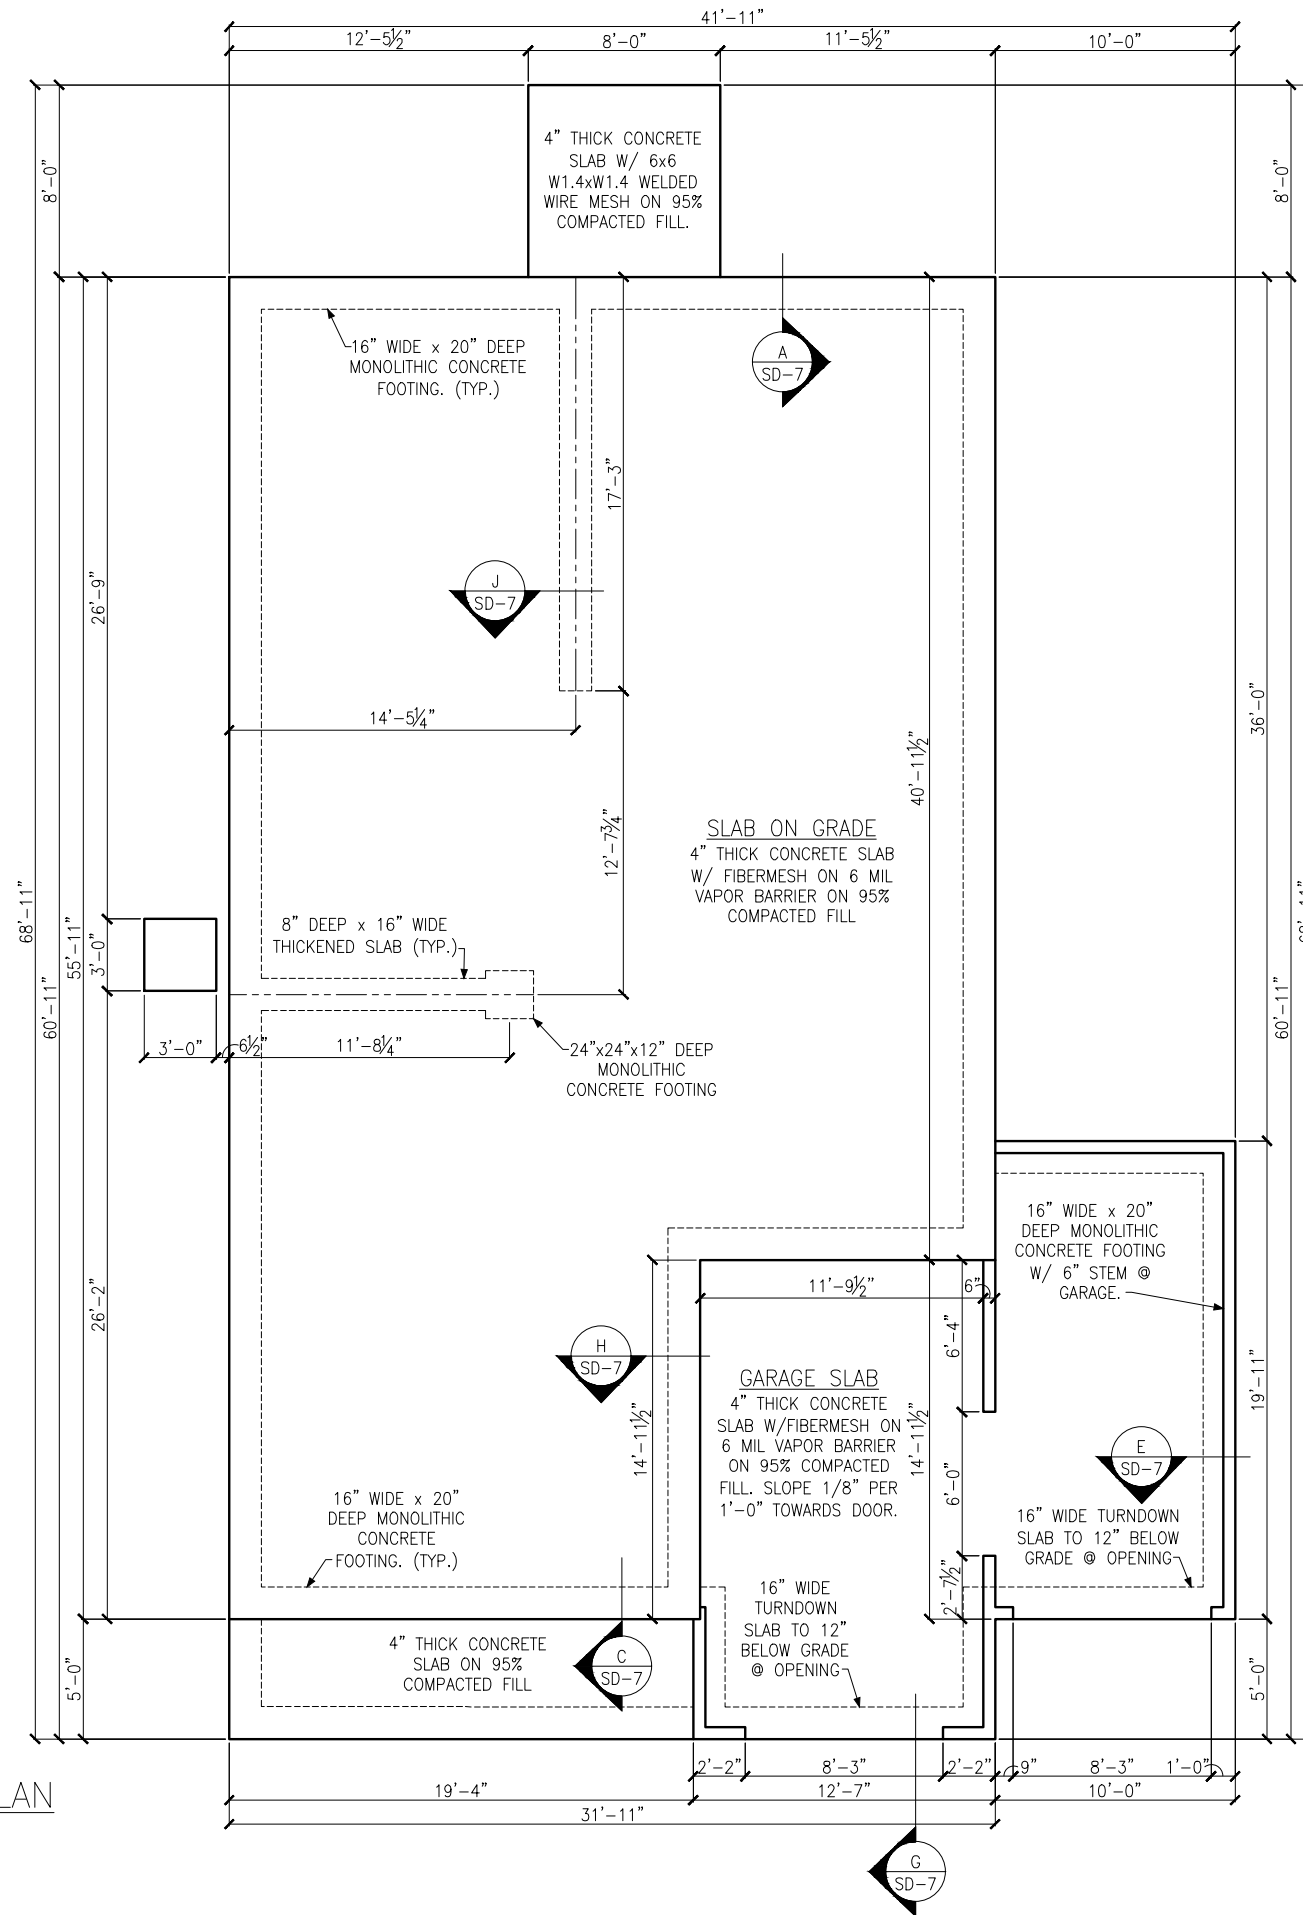 41'-11"
12'-5½"
8'-0"
11'-5½"
10'-0"
8'-0"
8'-0"
4" THICK CONCRETE
SLAB W/ 6x6
W1.4xW1.4 WELDED
WIRE MESH ON 95%
COMPACTED FILL.
16" WIDE x 20" DEEP
MONOLITHIC CONCRETE
FOOTING. (TYP.)
A
SD-7
17'-3"
J
SD-7
26'-9"
36'-0"
14'-5¼"
40'-11½"
12'-7¾"
SLAB ON GRADE
4" THICK CONCRETE SLAB
W/ FIBERMESH ON 6 MIL
VAPOR BARRIER ON 95%
COMPACTED FILL
68'-11"
60'-11"
55'-11"
3'-0"
8" DEEP x 16" WIDE
THICKENED SLAB (TYP.)
60'-11"
3'-0"
6½"
11'-8¼"
24"x24"x12" DEEP
MONOLITHIC
CONCRETE FOOTING
16" WIDE x 20"
DEEP MONOLITHIC
CONCRETE FOOTING
W/ 6" STEM @
GARAGE.
26'-2"
11'-9½"
6"
6'-4"
H
SD-7
GARAGE SLAB
4" THICK CONCRETE
SLAB W/FIBERMESH ON
6 MIL VAPOR BARRIER
ON 95% COMPACTED
FILL. SLOPE 1/8" PER
1'-0" TOWARDS DOOR.
14'-11½"
14'-11½"
19'-11"
6'-0"
E
SD-7
16" WIDE x 20"
DEEP MONOLITHIC
CONCRETE
FOOTING. (TYP.)
16" WIDE TURNDOWN
SLAB TO 12" BELOW
GRADE @ OPENING
2'-7½"
16" WIDE
TURNDOWN
SLAB TO 12"
BELOW GRADE
@ OPENING
4" THICK CONCRETE
SLAB ON 95%
COMPACTED FILL
C
SD-7
5'-0"
5'-0"
2'-2"
8'-3"
2'-2"
9"
8'-3"
1'-0"
19'-4"
12'-7"
10'-0"
31'-11"
LAN
G
SD-7